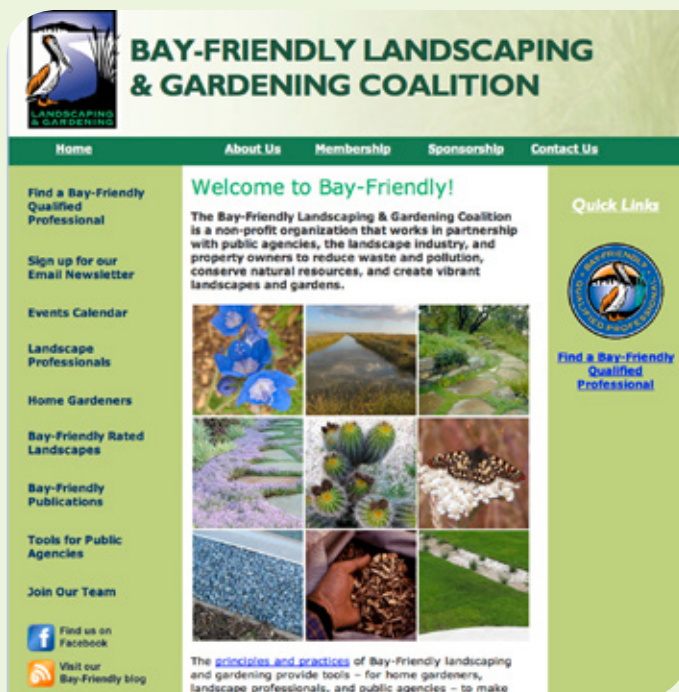 LANDSCAPING
& GARDENING
BAY-FRIENDLY LANDSCAPING
& GARDENING COALITION
Home About Us Membership Sponsorship Contact Us
Find a Bay-Friendly
Qualified
Professional
Sign up for our
Email Newsletter
Events Calendar
Landscape
Professionals
Home Gardeners
Bay-Friendly Rated
Landscapes
Bay-Friendly
Publications
Tools for Public
Agencies
Join Our Team
Find us on
Facebook
Visit our
Bay-Friendly blog
Welcome to Bay-Friendly!
The Bay-Friendly Landscaping & Gardening Coalition
is a non-profit organization that works in partnership
with public agencies, the landscape industry, and
property owners to reduce waste and pollution,
conserve natural resources, and create vibrant
landscapes and gardens.
The principles and practices of Bay-Friendly landscaping
and gardening provide tools – for home gardeners,
landscape professionals, and public agencies – to make
Quick Links
BAY-FRIENDLY
QUALIFIED PROFESSIONAL
Find a Bay-Friendly
Qualified
Professional